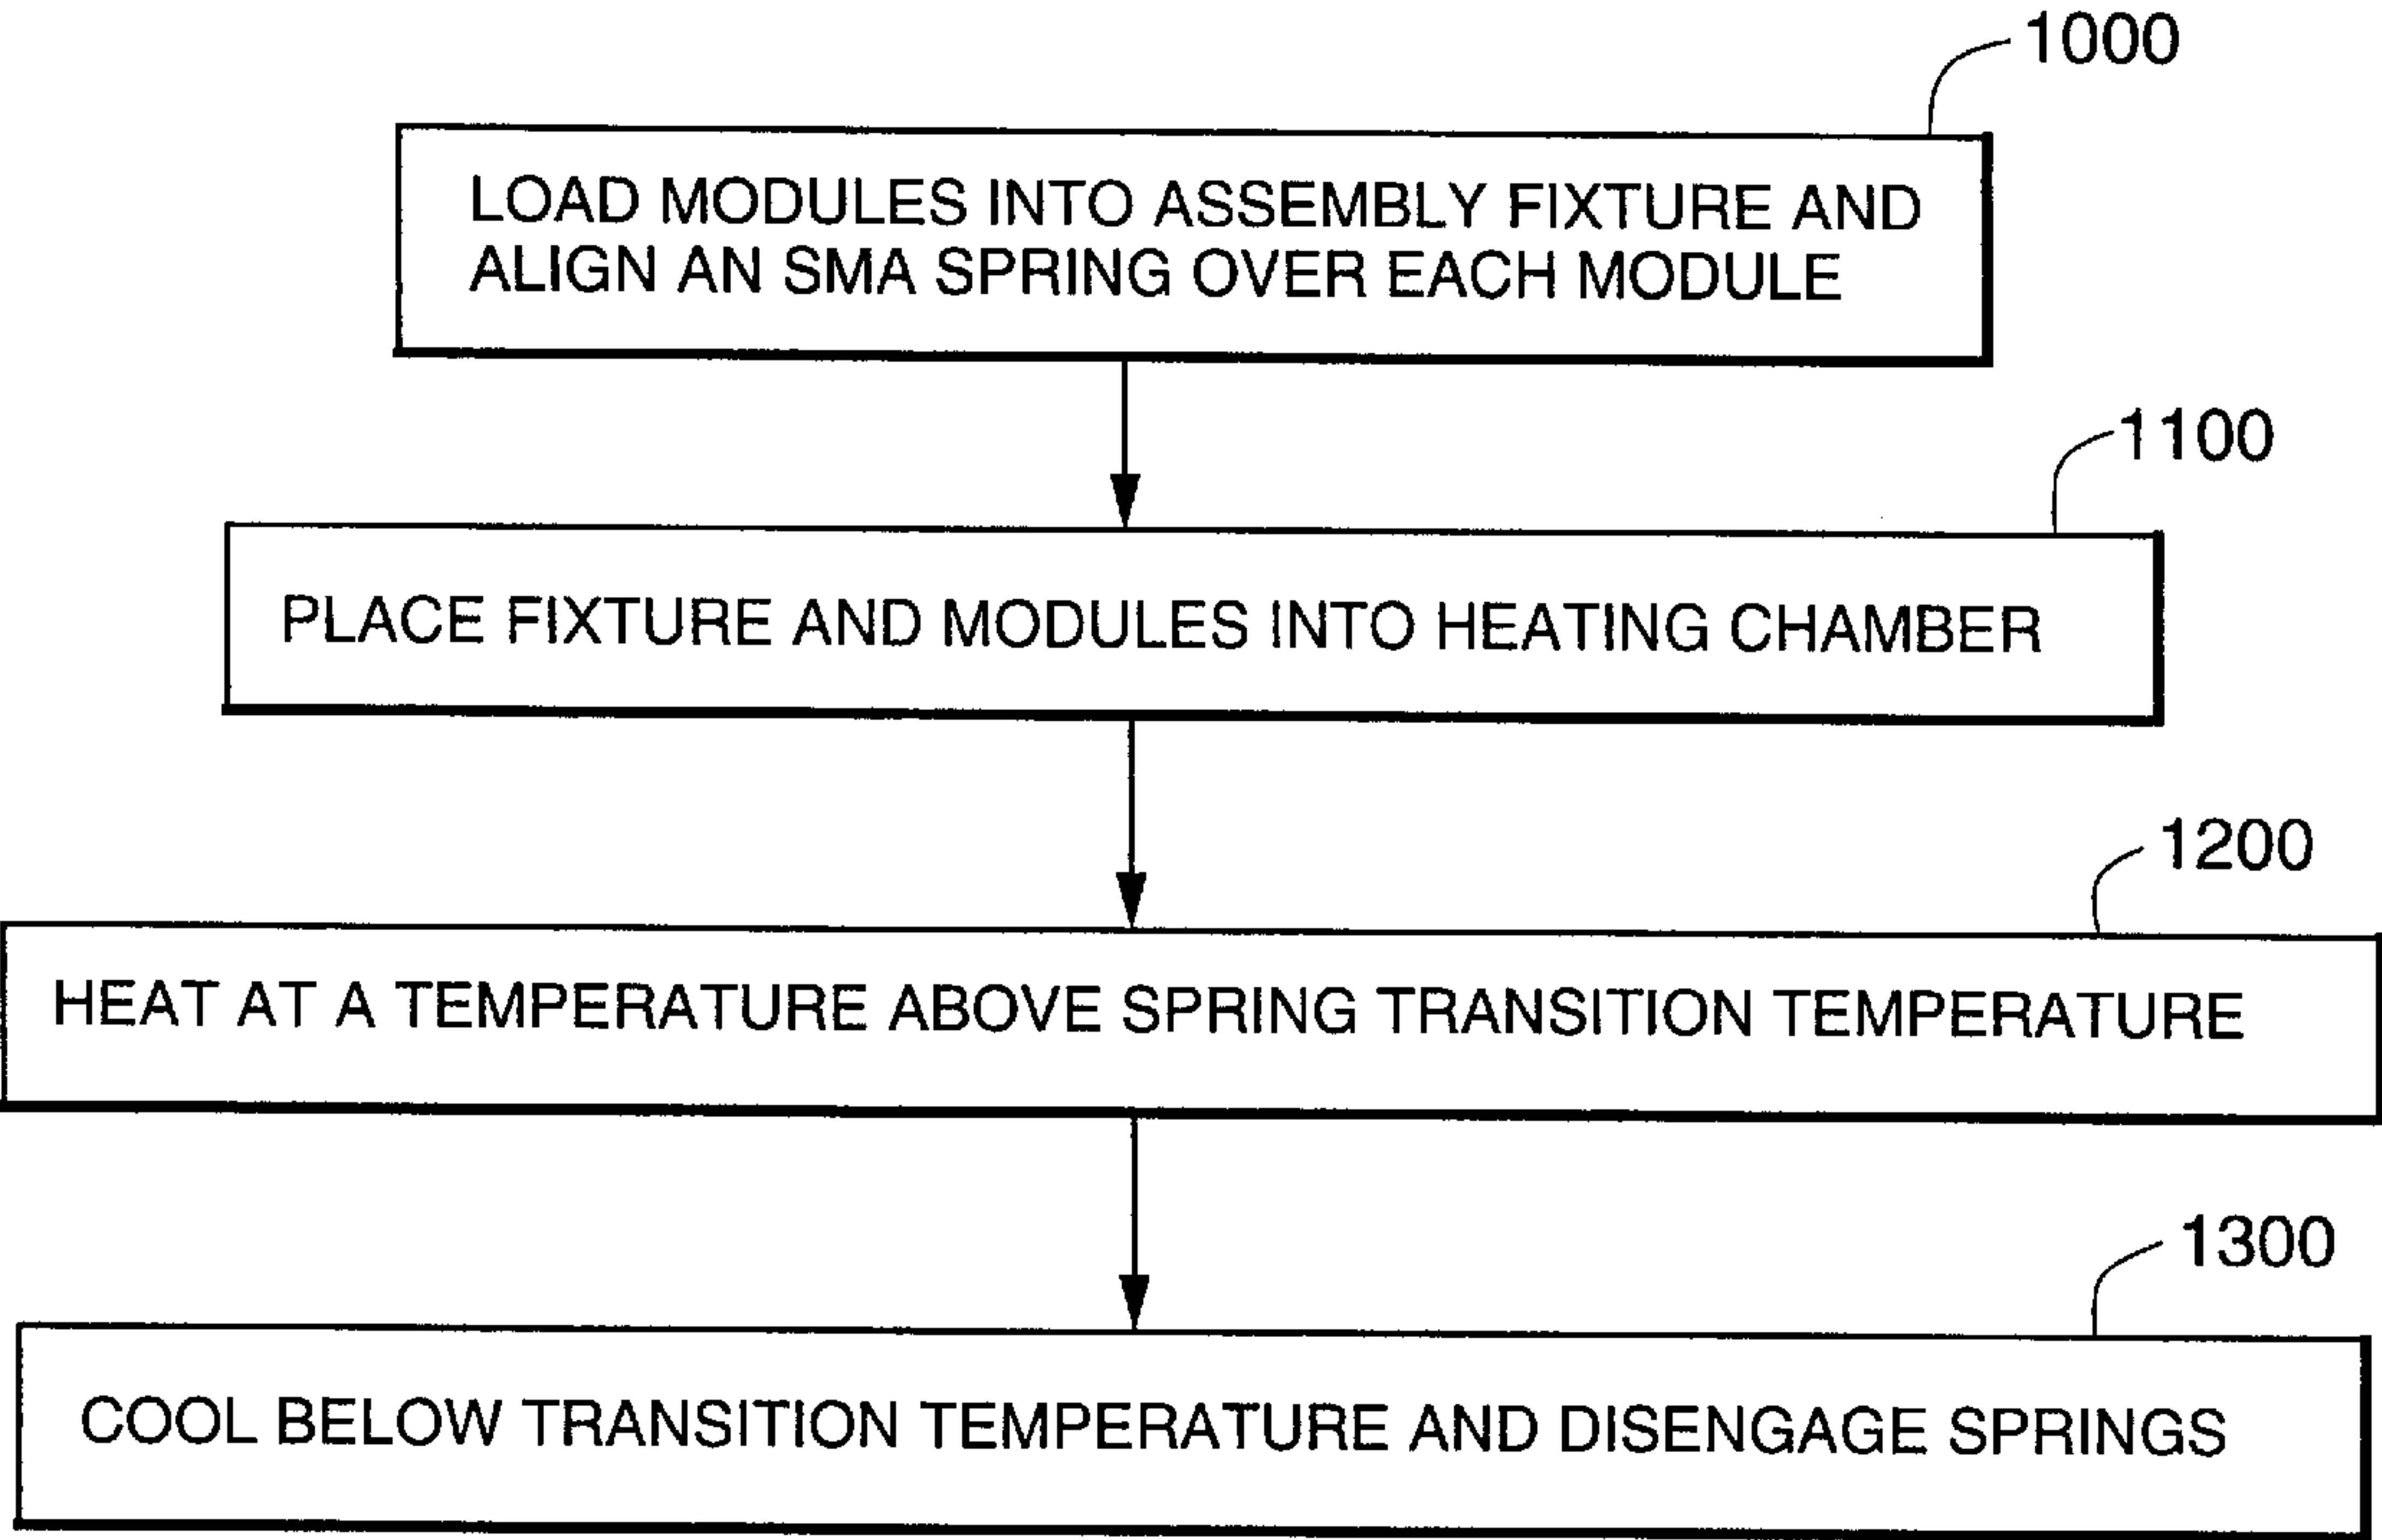 1000
LOAD MODULES INTO ASSEMBLY FIXTURE AND
ALIGN AN SMA SPRING OVER EACH MODULE
1100
PLACE FIXTURE AND MODULES INTO HEATING CHAMBER
1200
HEAT AT A TEMPERATURE ABOVE SPRING TRANSITION TEMPERATURE
1300
COOL BELOW TRANSITION TEMPERATURE AND DISENGAGE SPRINGS